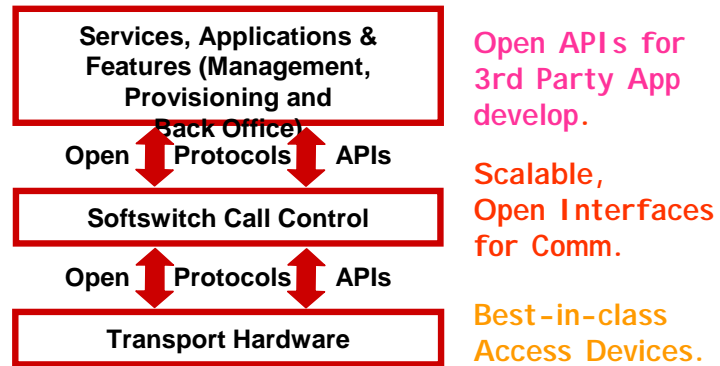 Services, Applications &
Features (Management,
Provisioning and
Back Office)
Open Protocols APIs
Softswitch Call Control
Open Protocols APIs
Transport Hardware
Open APIs for
3rd Party App
develop.
Scalable,
Open Interfaces
for Comm.
Best-in-class
Access Devices.